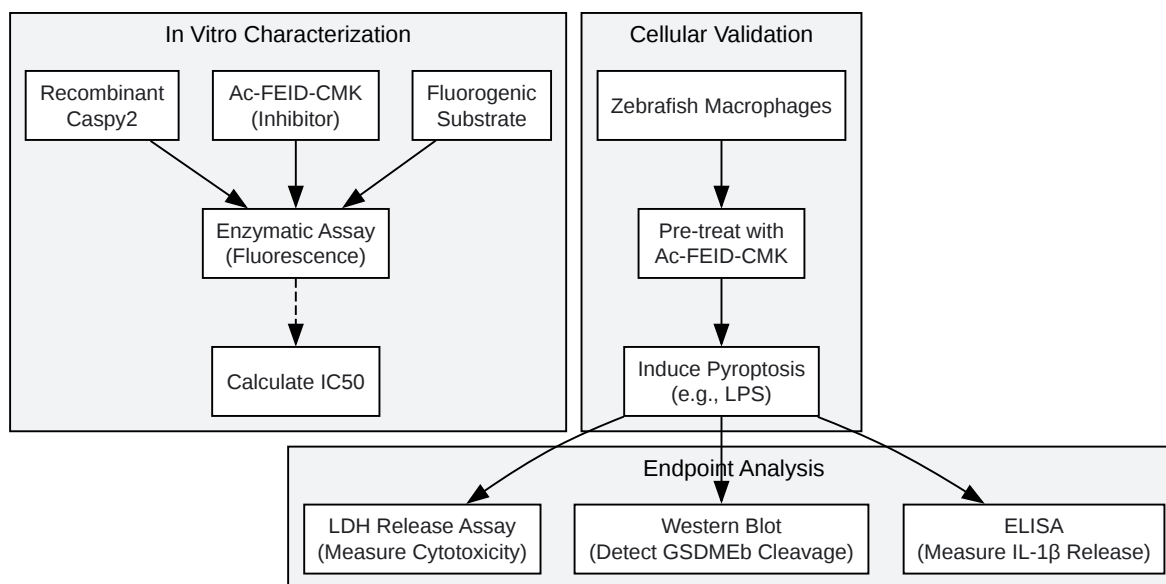 In Vitro Characterization
Recombinant
Caspy2
Ac-FEID-CMK
(Inhibitor)
Fluorogenic
Substrate
Enzymatic Assay
(Fluorescence)
Calculate IC50
Cellular Validation
Zebrafish Macrophages
Pre-treat with
Ac-FEID-CMK
Induce Pyroptosis
(e.g., LPS)
Endpoint Analysis
LDH Release Assay
(Measure Cytotoxicity)
Western Blot
(Detect GSDMEb Cleavage)
ELISA
(Measure IL-1β Release)